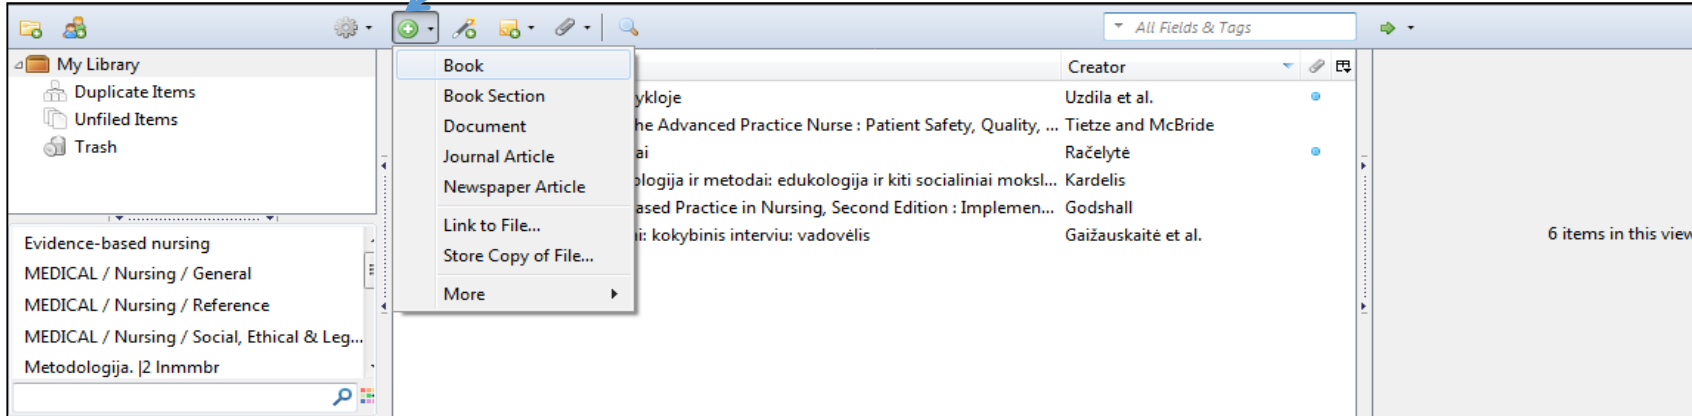 All Fields & Tags
My Library
Duplicate Items
Unfiled Items
Trash
Evidence-based nursing
MEDICAL / Nursing / General
MEDICAL / Nursing / Reference
MEDICAL / Nursing / Social, Ethical & Leg...
Metodologija. |2 lnmmbr
Book
Book Section
Document
Journal Article
Newspaper Article
Link to File...
Store Copy of File...
More
Creator
ykloje Uzdila et al.
he Advanced Practice Nurse : Patient Safety, Quality, ... Tietze and McBride
ai Račelytė
ologija ir metodai: edukologija ir kiti socialiniai moksl... Kardelis
ased Practice in Nursing, Second Edition : Implemen... Godshall
ii: kokybinis interviu: vadovėlis Gaižauskaitė et al.
6 items in this view